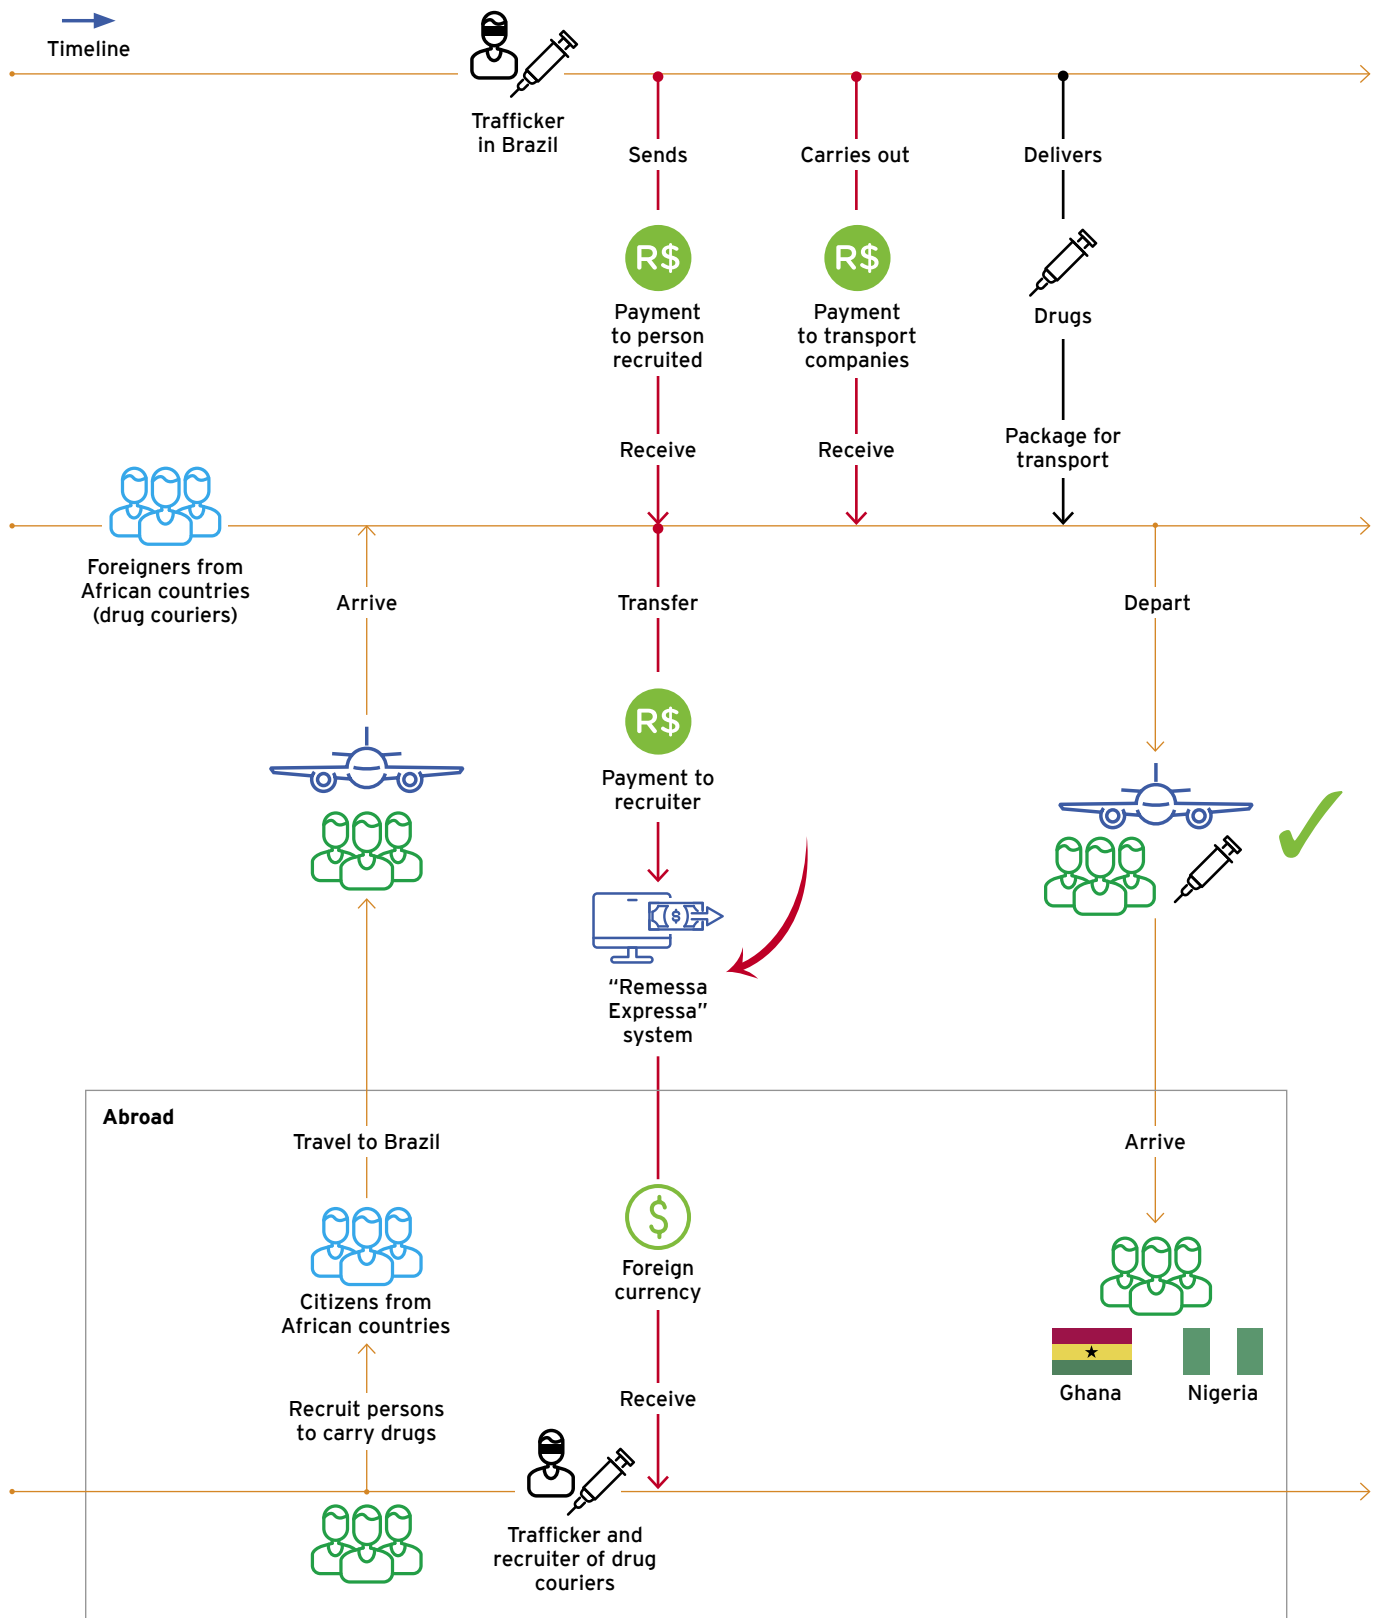 Timeline
Trafficker
in Brazil
Sends
Carries out
Delivers
R$
R$
Payment
to person
recruited
Payment
to transport
companies
Drugs
Receive
Receive
Package for
transport
Foreigners from
African countries
(drug couriers)
Arrive
Transfer
Depart
R$
Payment to
recruiter
$
“Remessa
Expressa”
system
Abroad
Travel to Brazil
Arrive
$
Foreign
currency
Citizens from
African countries
Ghana
Nigeria
Recruit persons
to carry drugs
Receive
Trafficker and
recruiter of drug
couriers